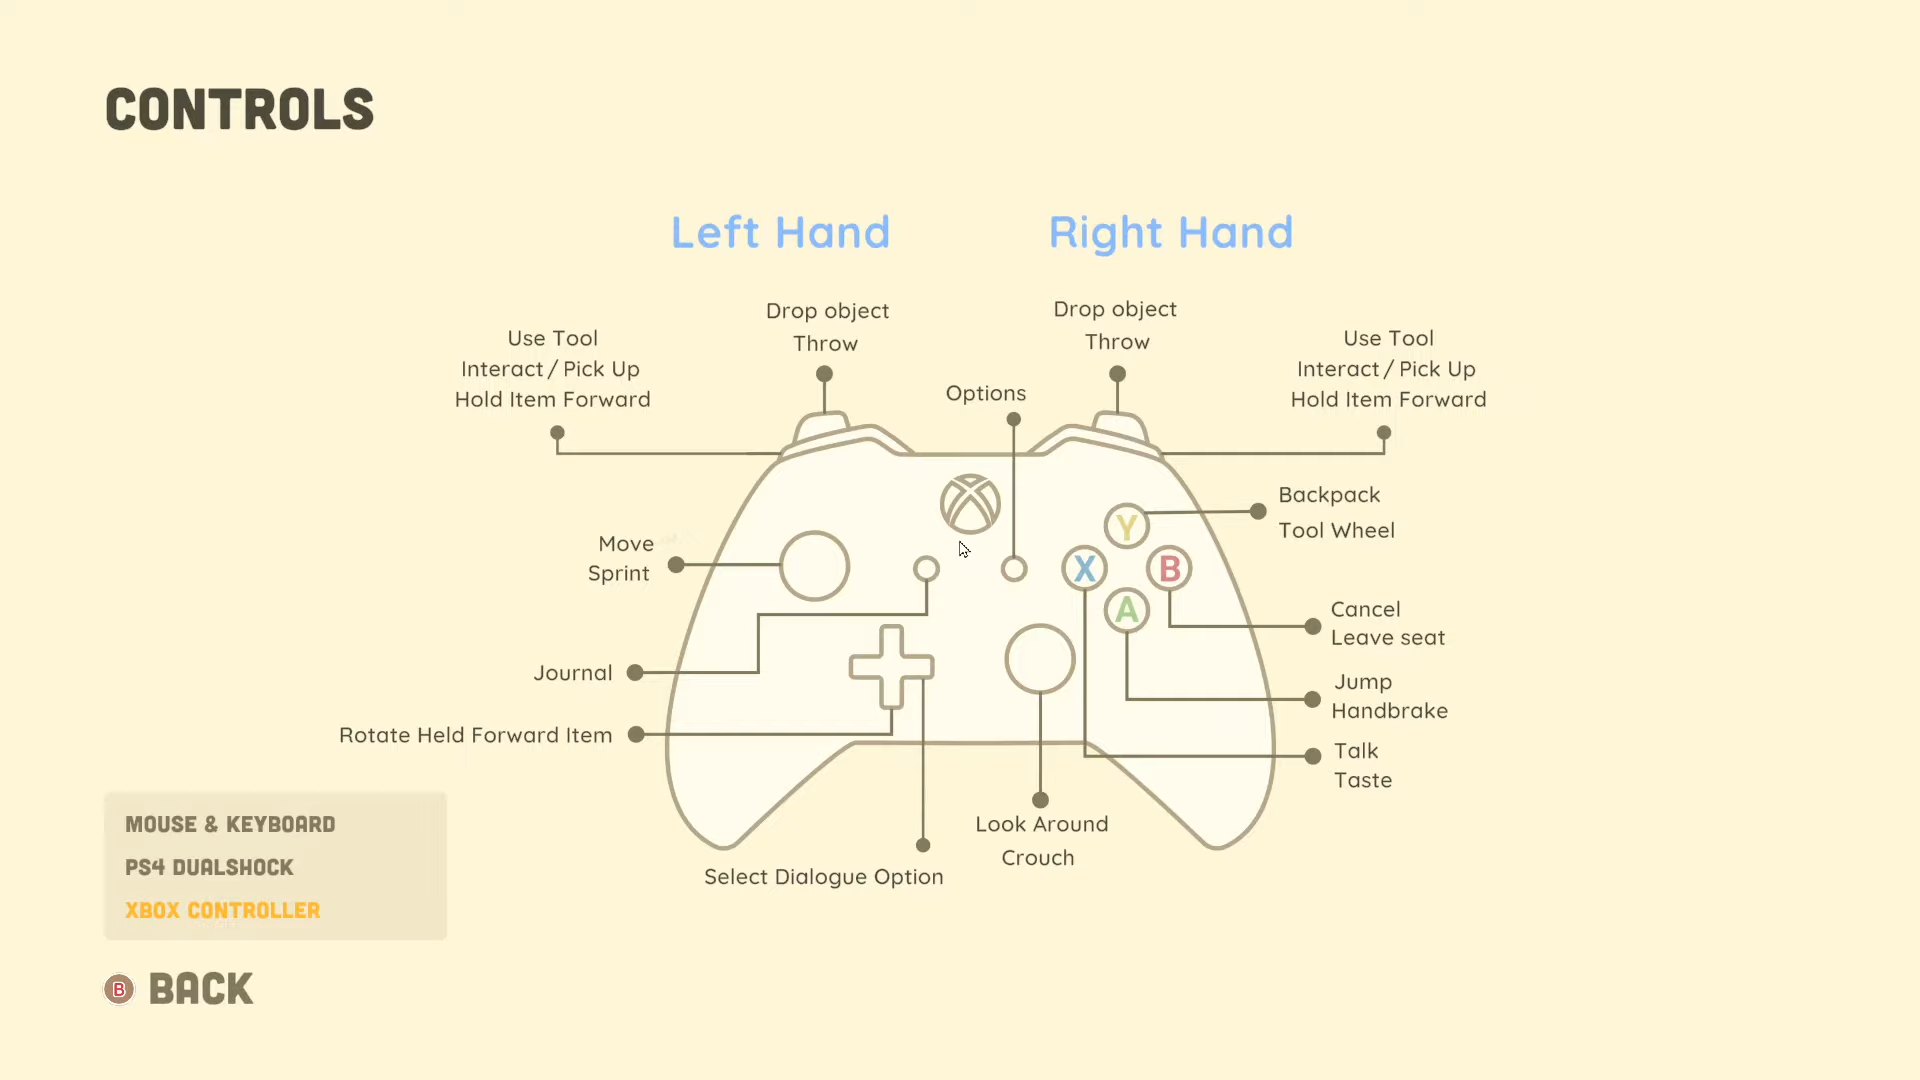 CONTROLS
Left Hand
Right Hand
Drop object
Throw
Drop object
Throw
Use Tool
Interact / Pick Up
Hold Item Forward
Options
Use Tool
Interact / Pick Up
Hold Item Forward
Backpack
Tool Wheel
Y
X
B
A
Move
Sprint
Cancel
Leave seat
Journal
Jump
Handbrake
Rotate Held Forward Item
Talk
Taste
Look Around
Crouch
Select Dialogue Option
MOUSE & KEYBOARD
PS4 DUALSHOCK
XBOX CONTROLLER
B BACK